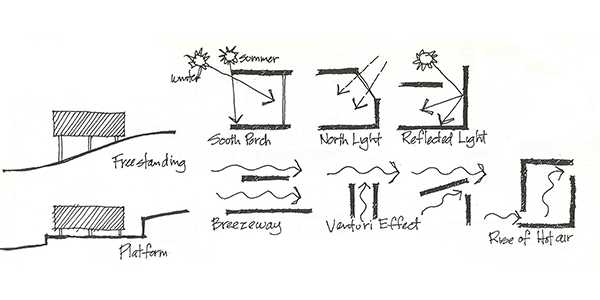 Winter
Sommer
South Porch
North Light
Reflected Light
Freestanding
Breezeway
Venturi Effect
Rise of Hot air
Platform